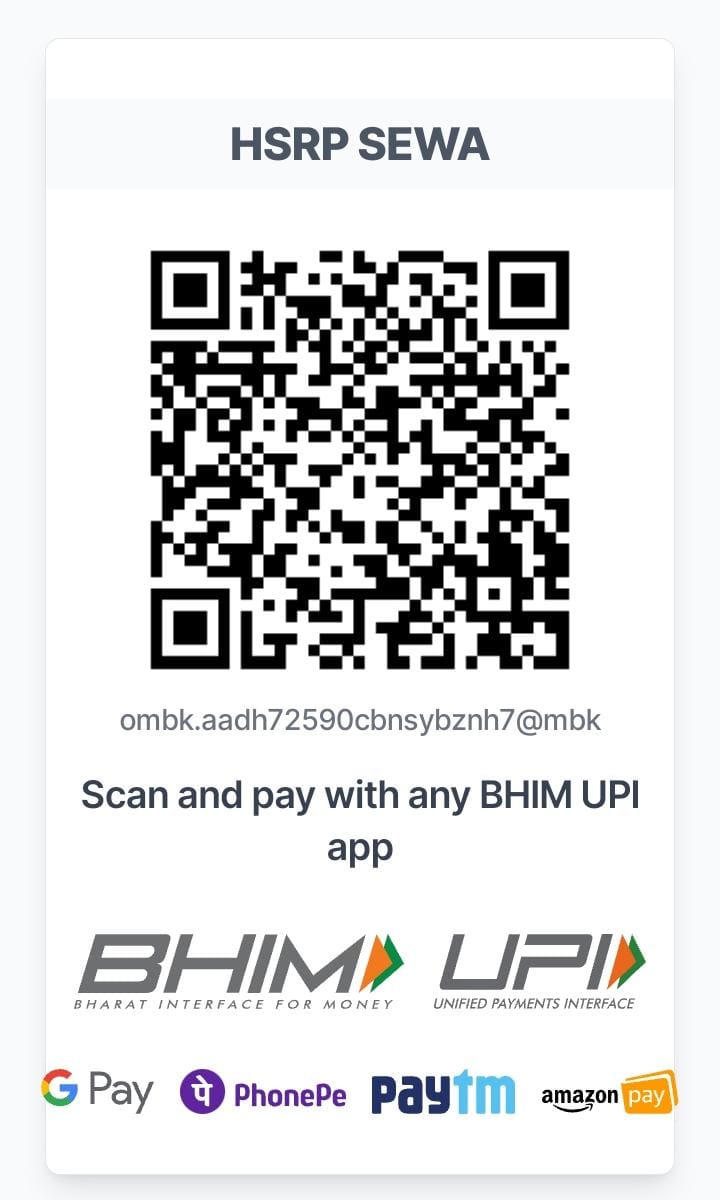 HSRP SEWA
ombk.aadh72590cbnsybznh7@mbk
Scan and pay with any BHIM UPI
app
BHIM UPI
BHARAT INTERFACE FOR MONEY UNIFIED PAYMENTS INTERFACE
G Pay पे PhonePe paytm amazon pay